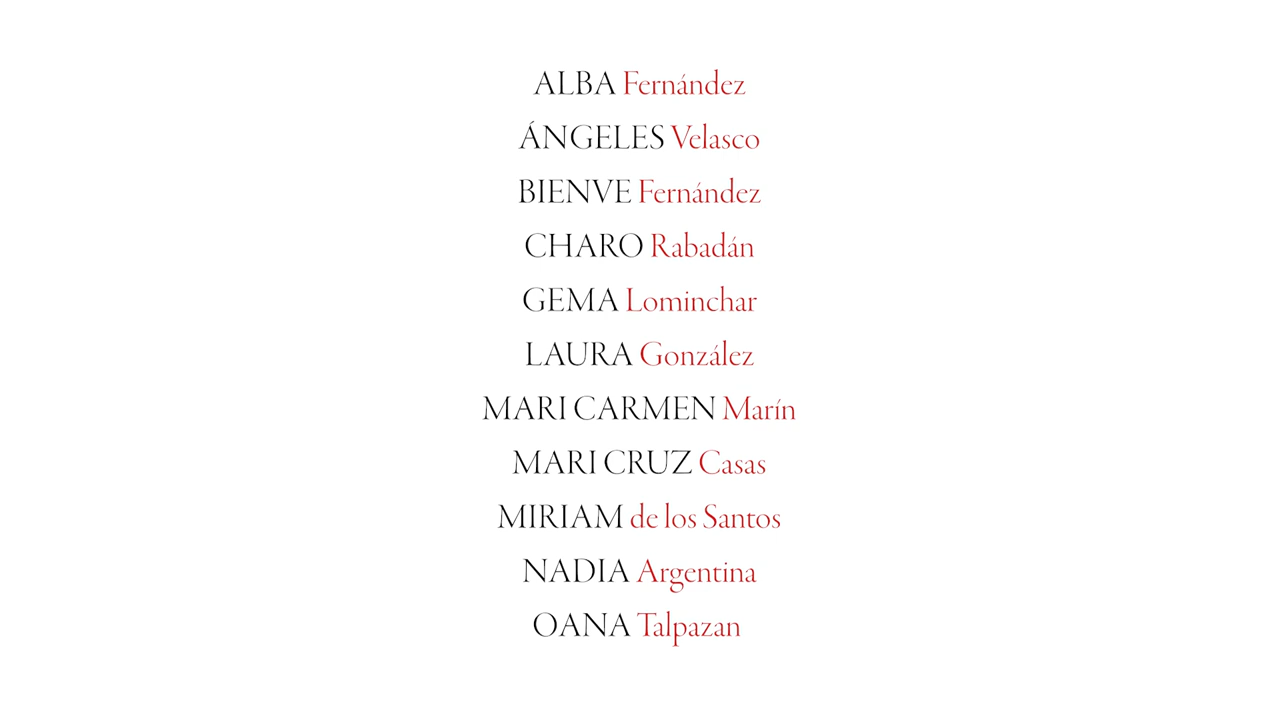 ALBA Fernández
ÁNGELES Velasco
BIENVE Fernández
CHARO Rabadán
GEMA Lominchar
LAURA González
MARI CARMEN Marín
MARI CRUZ Casas
MIRIAM de los Santos
NADIA Argentina
OANA Talpazan